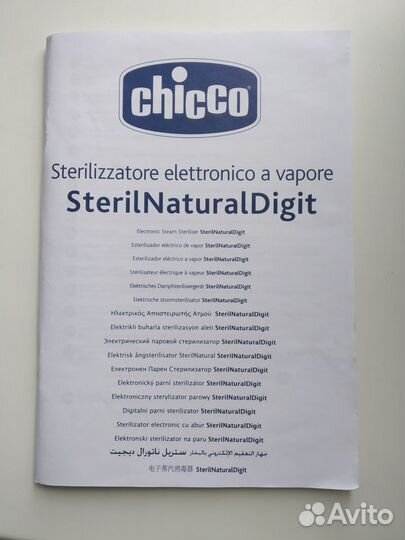 chicco
Sterilizzatore elettronico a vapore
SterilNaturalDigit
Electronic Steam Steriliser SterilNaturalDigit
Esterilizador eléctrico de vapor SterilNaturalDigit
Esterilizador eléctrico a vapor SterilNaturalDigit
Stérilisateur électrique à vapeur SterilNaturalDigit
Elektrisches Dampfsterilisiergerät SterilNaturalDigit
Elektrische stoomsterilisator SterilNaturalDigit
Ηλεκτρικός Αποστειρωτής Ατμού SterilNaturalDigit
Elektrikli buharla sterilizasyon aleti SterilNaturalDigit
Электрический паровой стерилизатор SterilNaturalDigit
Elektrisk ångsterilisator SterilNatural SterilNaturalDigit
Електронен Парен Стерилизатор SterilNaturalDigit
Elektronický parní sterilizátor SterilNaturalDigit
Elektroniczny sterylizator parowy SterilNaturalDigit
Digitalni parni sterilizator SterilNaturalDigit
Sterilizator electronic cu abur SterilNaturalDigit
Elektronski sterilizator na paru SterilNaturalDigit
جهاز التعقيم الإلكتروني بالبخار ستريل ناتورال ديجيت
电子蒸汽消毒器 SterilNaturalDigit
Avito